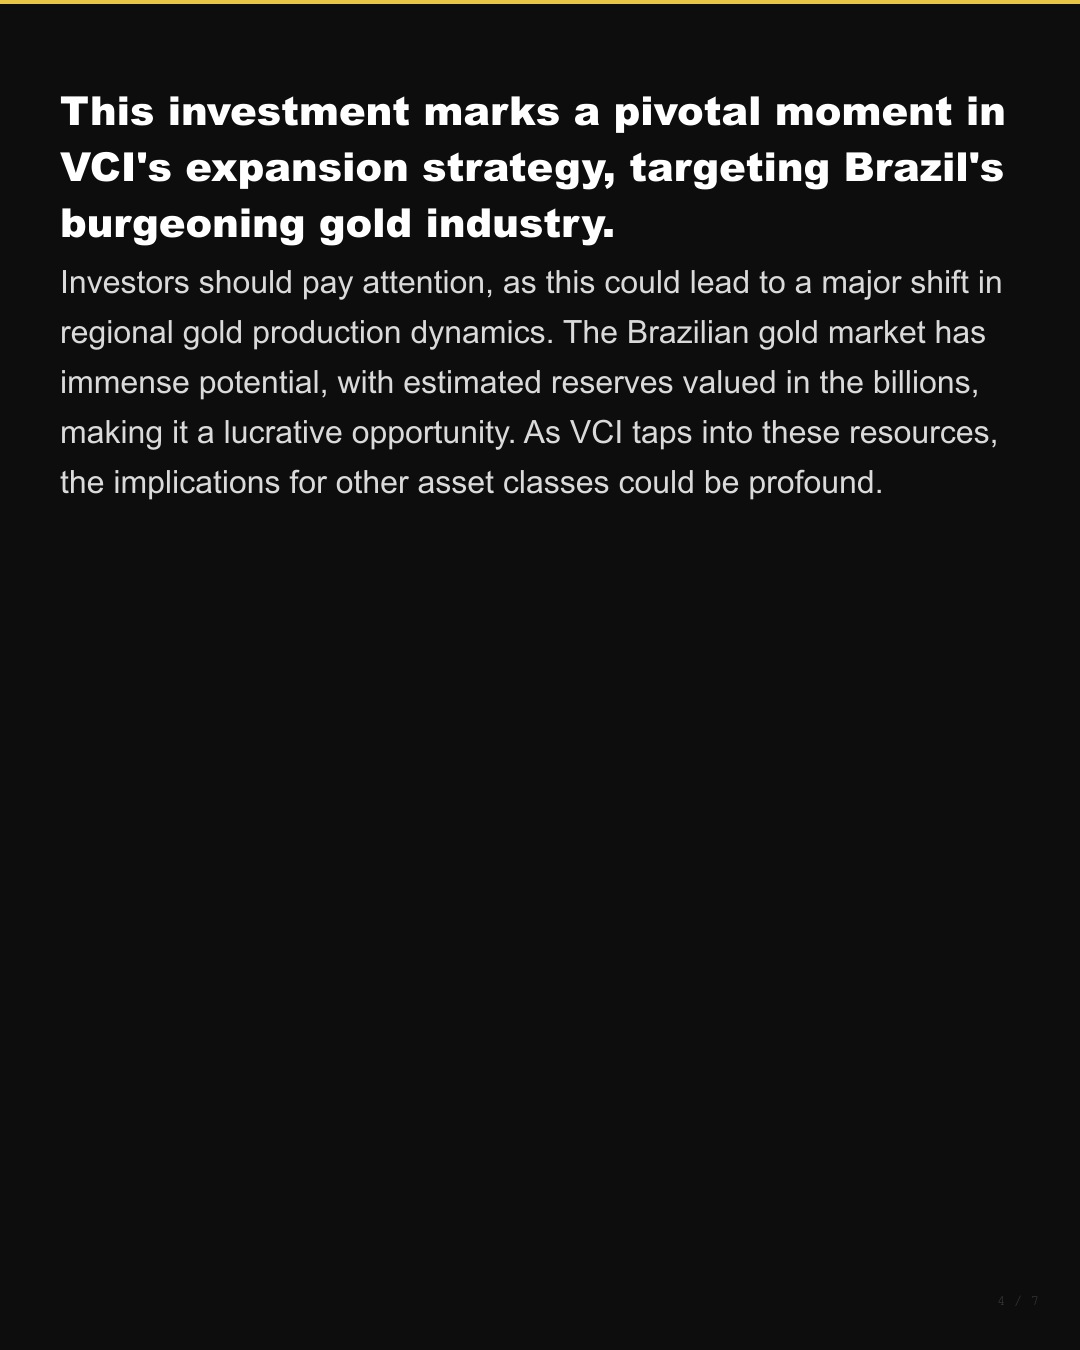 This investment marks a pivotal moment in
VCI's expansion strategy, targeting Brazil's
burgeoning gold industry.
Investors should pay attention, as this could lead to a major shift in
regional gold production dynamics. The Brazilian gold market has
immense potential, with estimated reserves valued in the billions,
making it a lucrative opportunity. As VCI taps into these resources,
the implications for other asset classes could be profound.
4 / 7